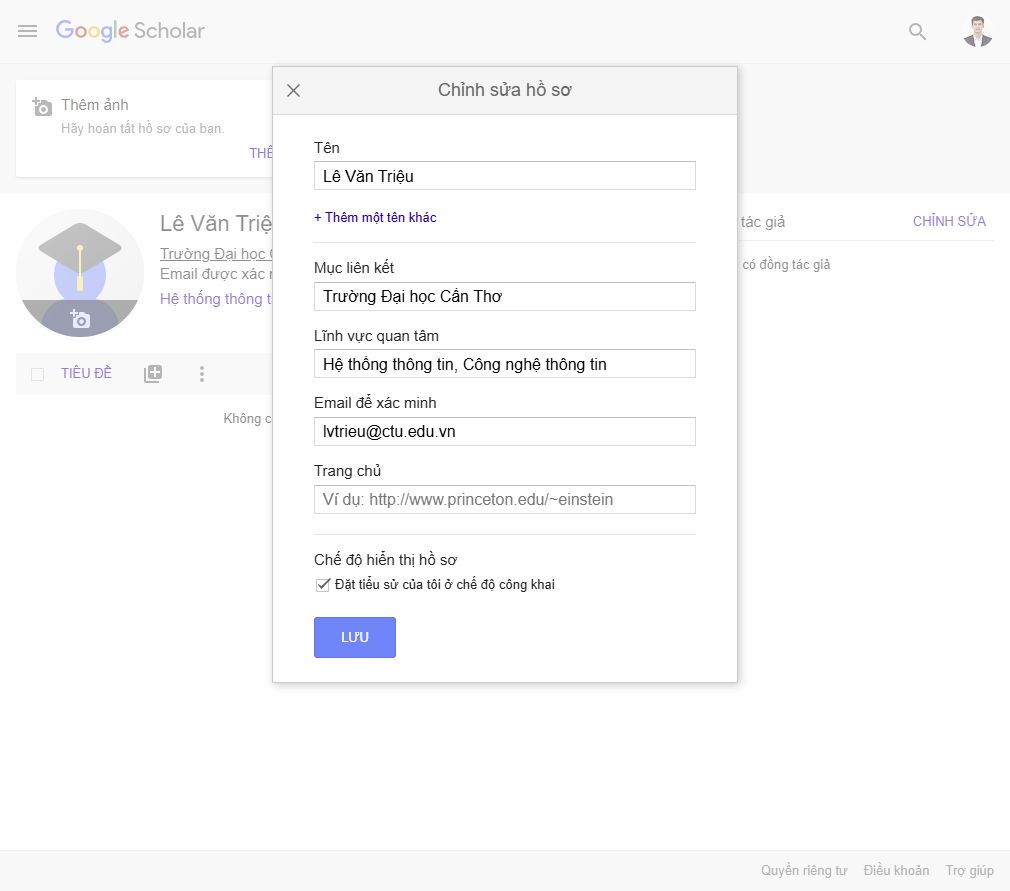 Google Scholar
Thêm ảnh
Hãy hoàn tất hồ sơ của bạn.
Chỉnh sửa hồ sơ
Tên
Lê Văn Triệu
+ Thêm một tên khác
Mục liên kết
Trường Đại học Cần Thơ
Lĩnh vực quan tâm
Hệ thống thông tin, Công nghệ thông tin
Email để xác minh
lvtrieu@ctu.edu.vn
Trang chủ
Ví dụ: http://www.princeton.edu/~einstein
Chế độ hiển thị hồ sơ
Đặt tiểu sử của tôi ở chế độ công khai
LƯU
Lê Văn
Trường Đại học
Email được xác
Hệ thống thông
TIÊU ĐỀ
Không
tác giả
CHỈNH SỬA
có đồng tác giả
Quyền riêng tư Điều khoản Trợ giúp